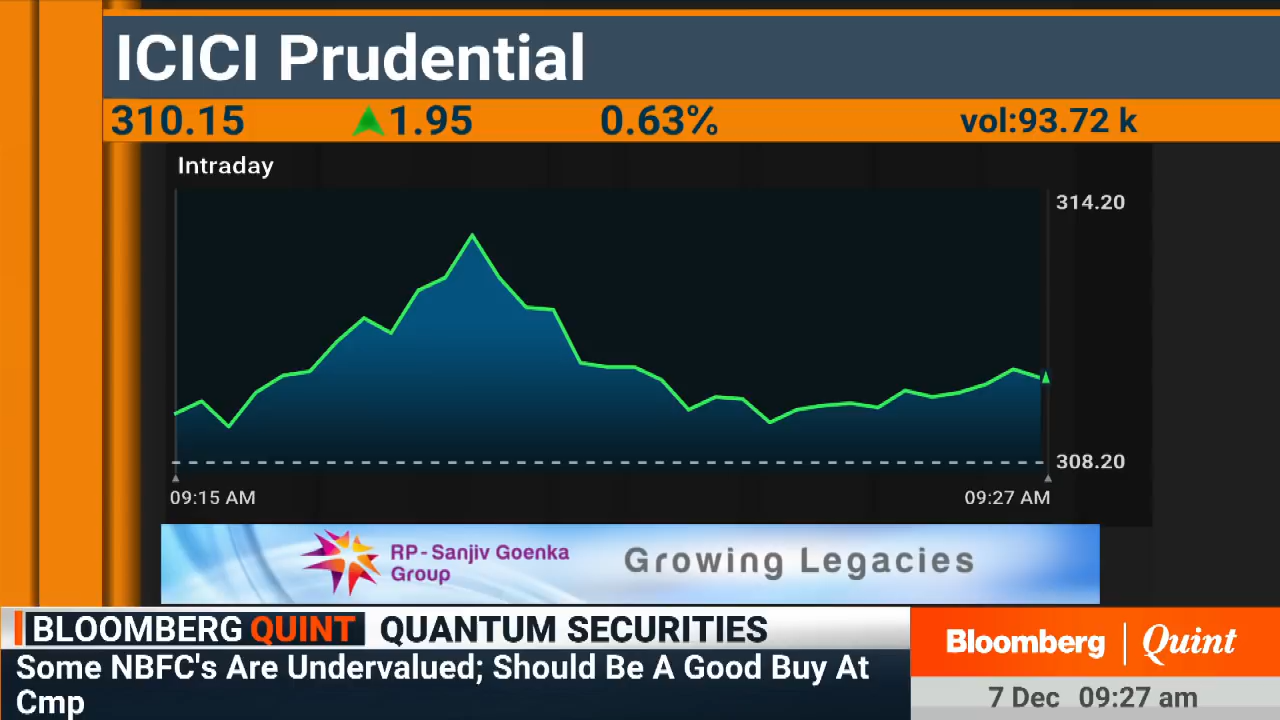 ICICI Prudential
310.15 1.95 0.63% vol:93.72 k
Intraday
314.20
308.20
09:15 AM 09:27 AM
RP-Sanjiv Goenka
Group
Growing Legacies
BLOOMBERG QUINT QUANTUM SECURITIES
Some NBFC's Are Undervalued; Should Be A Good Buy At
Cmp
Bloomberg | Quint
7 Dec 09:27 am